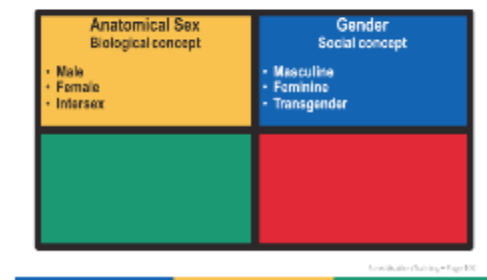 Anatomical Sex
Biological concept
• Male
• Female
• Intersex
Gender
Social concept
• Masculine
• Feminine
• Transgender